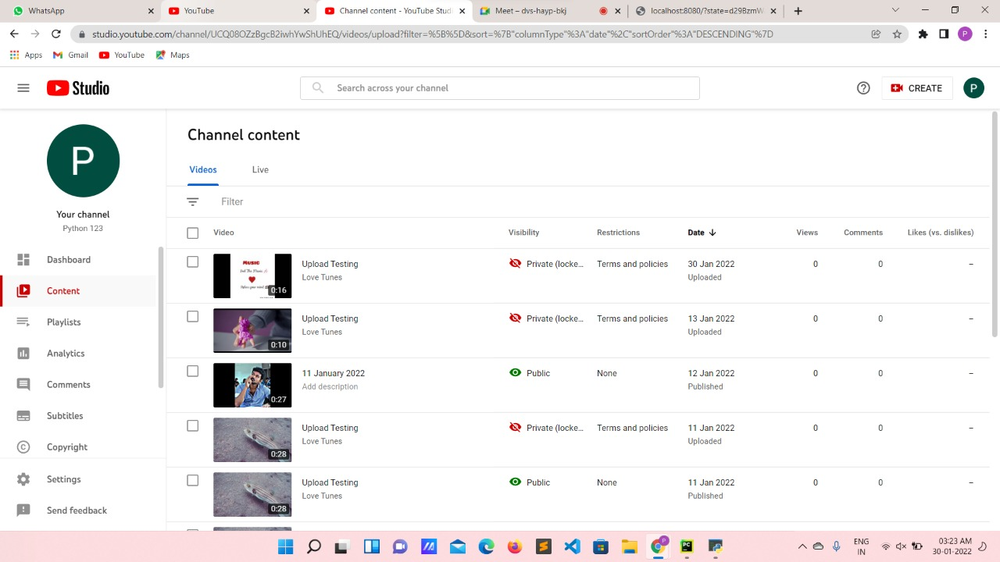 WhatsApp
YouTube
Channel content - YouTube Studi
Meet – dsh-avhayp-bnh
localhost:8080/?state=d298zmW
studio.youtube.com/channel/UCQ08OZzBgcB2iwhYwShUhEQ/videos/upload?filter=%5B%5D&sort=%7B"columnType"%3A"date"%2C"sortOrder"%3A"DESCENDING"%7D
P
Apps
Gmail
YouTube
Maps
Studio
Search across your channel
CREATE
P
P
Your channel
Python 123
Dashboard
Content
Playlists
Analytics
Comments
Subtitles
Copyright
Settings
Send feedback
Channel content
Videos Live
Filter
Video Visibility Restrictions Date Views Comments Likes (vs. dislikes)
MUSIC
0:16
Upload Testing Private (locke... Terms and policies 30 Jan 2022 0 0 –
Love Tunes Uploaded
0:10
Upload Testing Private (locke... Terms and policies 13 Jan 2022 0 0 –
Love Tunes Uploaded
0:27
11 January 2022 Public None 12 Jan 2022 0 0 –
Add description Published
0:28
Upload Testing Private (locke... Terms and policies 11 Jan 2022 0 0 –
Love Tunes Uploaded
0:28
Upload Testing Public None 11 Jan 2022 0 0 –
Love Tunes Published
P
PC
ENG
IN
03:23 AM
30-01-2022